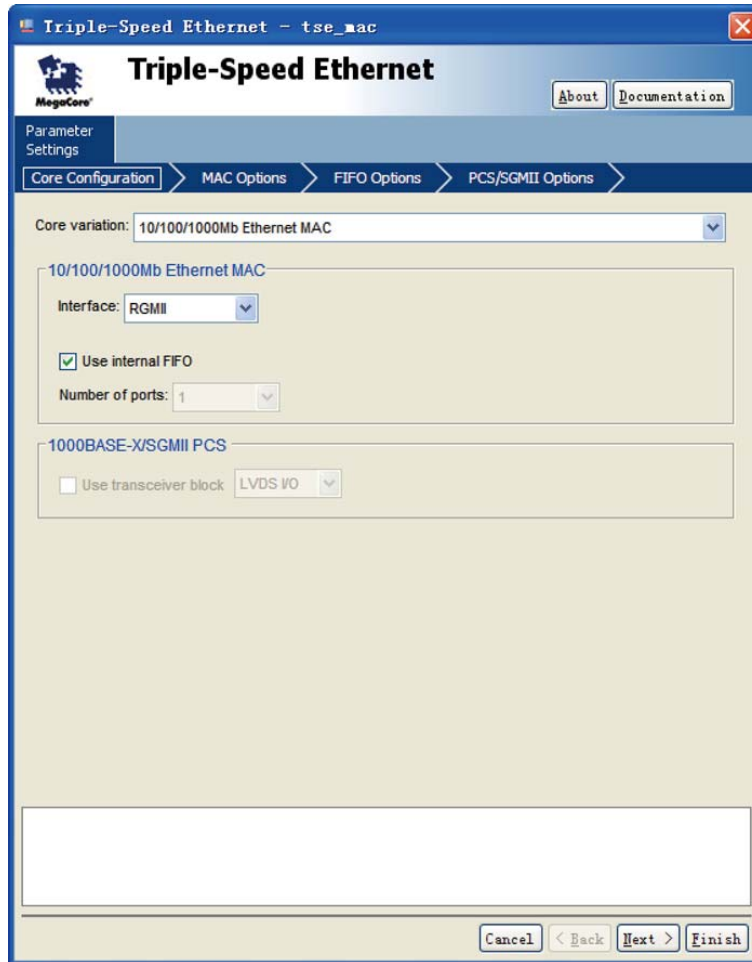 Triple-Speed Ethernet - tse_mac
MegaCore®
Triple-Speed Ethernet
About
Documentation
Parameter
Settings
Core Configuration
MAC Options
FIFO Options
PCS/SGMII Options
Core variation: 10/100/1000Mb Ethernet MAC
10/100/1000Mb Ethernet MAC
Interface: RGMII
Use internal FIFO
Number of ports: 1
1000BASE-X/SGMII PCS
Use transceiver block LVDS I/O
Cancel < Back Next > Finish